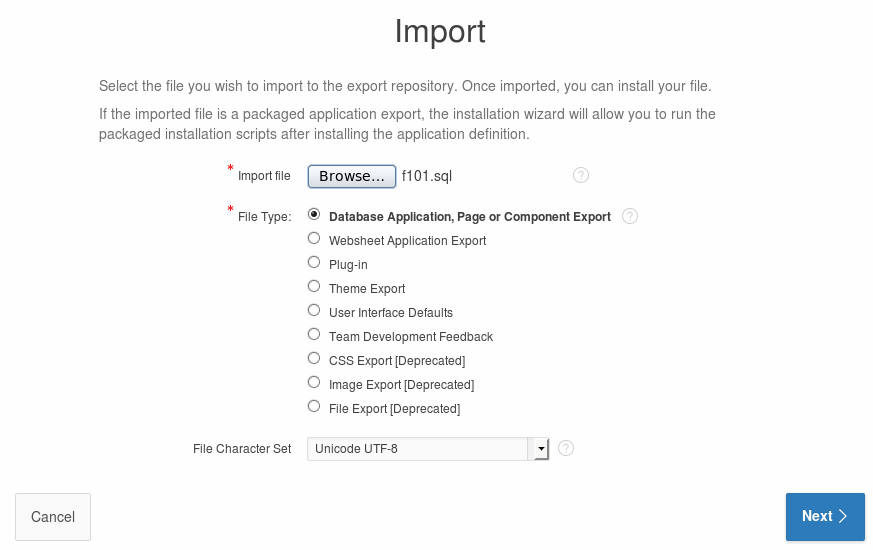 Import
Select the file you wish to import to the export repository. Once imported, you can install your file.
If the imported file is a packaged application export, the installation wizard will allow you to run the
packaged installation scripts after installing the application definition.
* Import file Browse... f101.sql ?
* File Type: Database Application, Page or Component Export ?
Websheet Application Export
Plug-in
Theme Export
User Interface Defaults
Team Development Feedback
CSS Export [Deprecated]
Image Export [Deprecated]
File Export [Deprecated]
File Character Set Unicode UTF-8 ?
Cancel Next